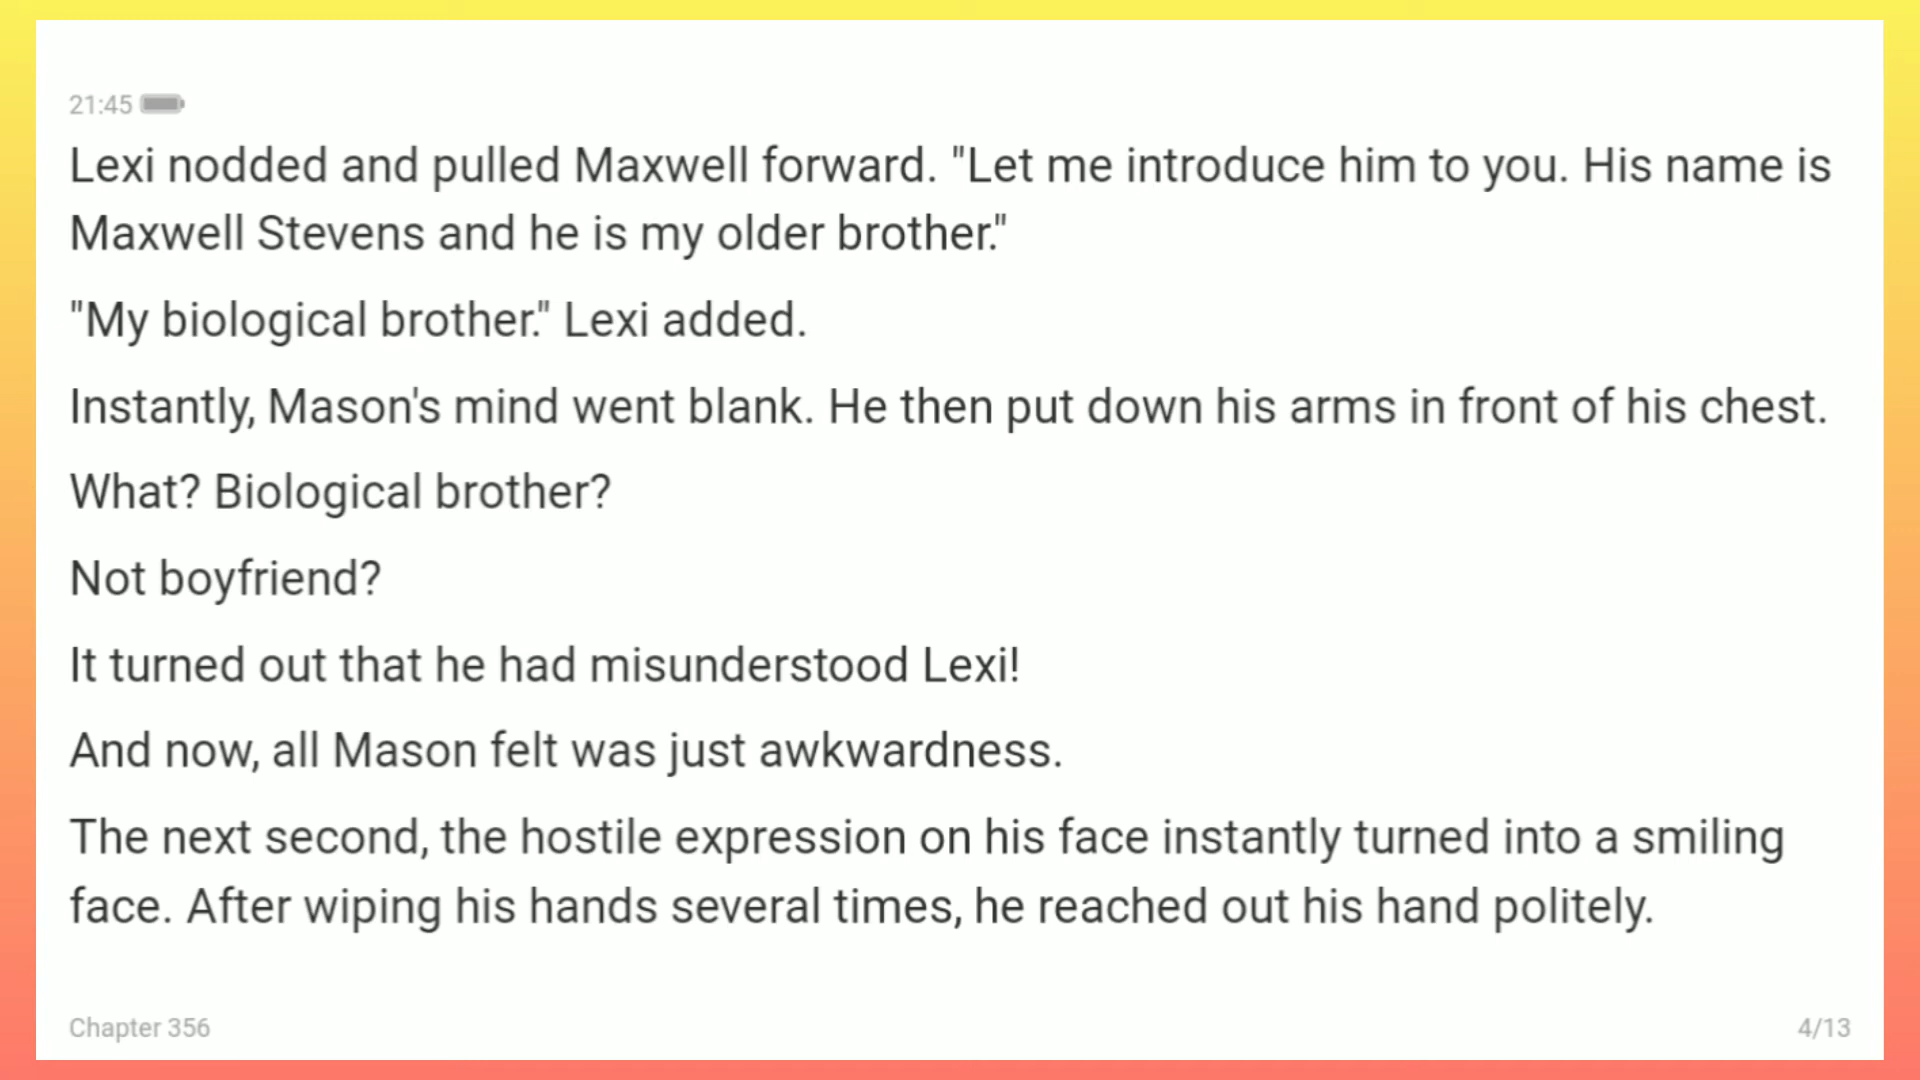 21:45
Lexi nodded and pulled Maxwell forward. "Let me introduce him to you. His name is
Maxwell Stevens and he is my older brother."
"My biological brother." Lexi added.
Instantly, Mason's mind went blank. He then put down his arms in front of his chest.
What? Biological brother?
Not boyfriend?
It turned out that he had misunderstood Lexi!
And now, all Mason felt was just awkwardness.
The next second, the hostile expression on his face instantly turned into a smiling
face. After wiping his hands several times, he reached out his hand politely.
Chapter 356
4/13